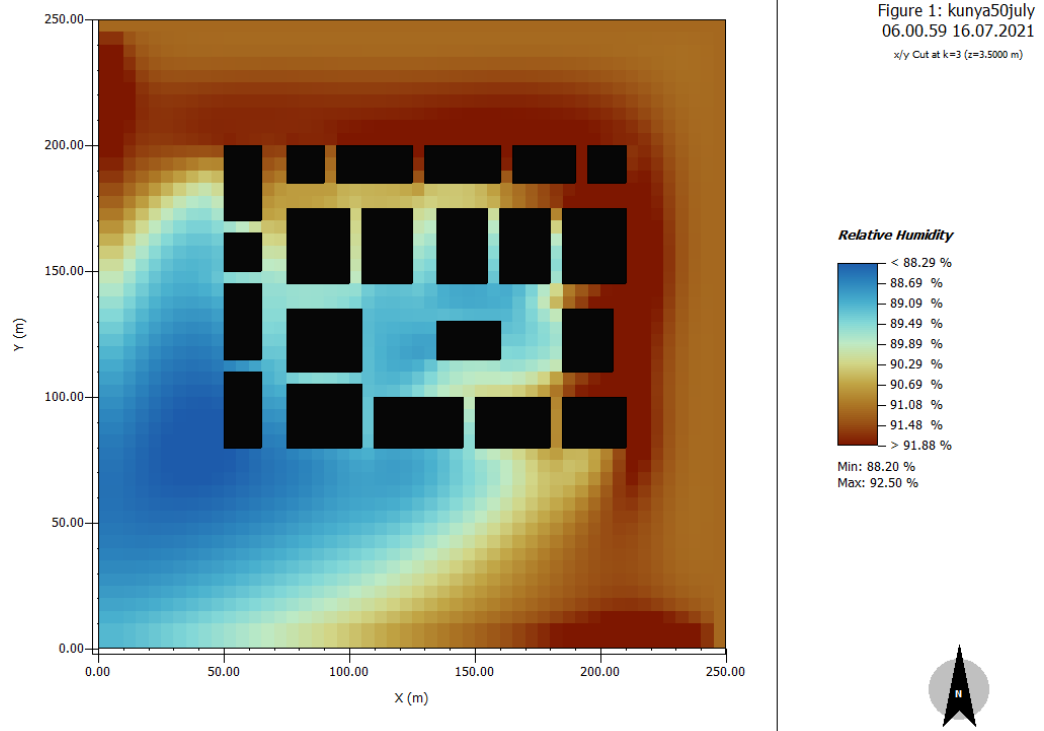 Figure 1: kunya50july
06.00.59 16.07.2021
x/y Cut at k=3 (z=3.5000 m)
250.00
200.00
150.00
100.00
50.00
0.00
Y (m)
0.00 50.00 100.00 150.00 200.00 250.00
X (m)
Relative Humidity
< 88.29 %
88.69 %
89.09 %
89.49 %
89.89 %
90.29 %
90.69 %
91.08 %
91.48 %
> 91.88 %
Min: 88.20 %
Max: 92.50 %
N